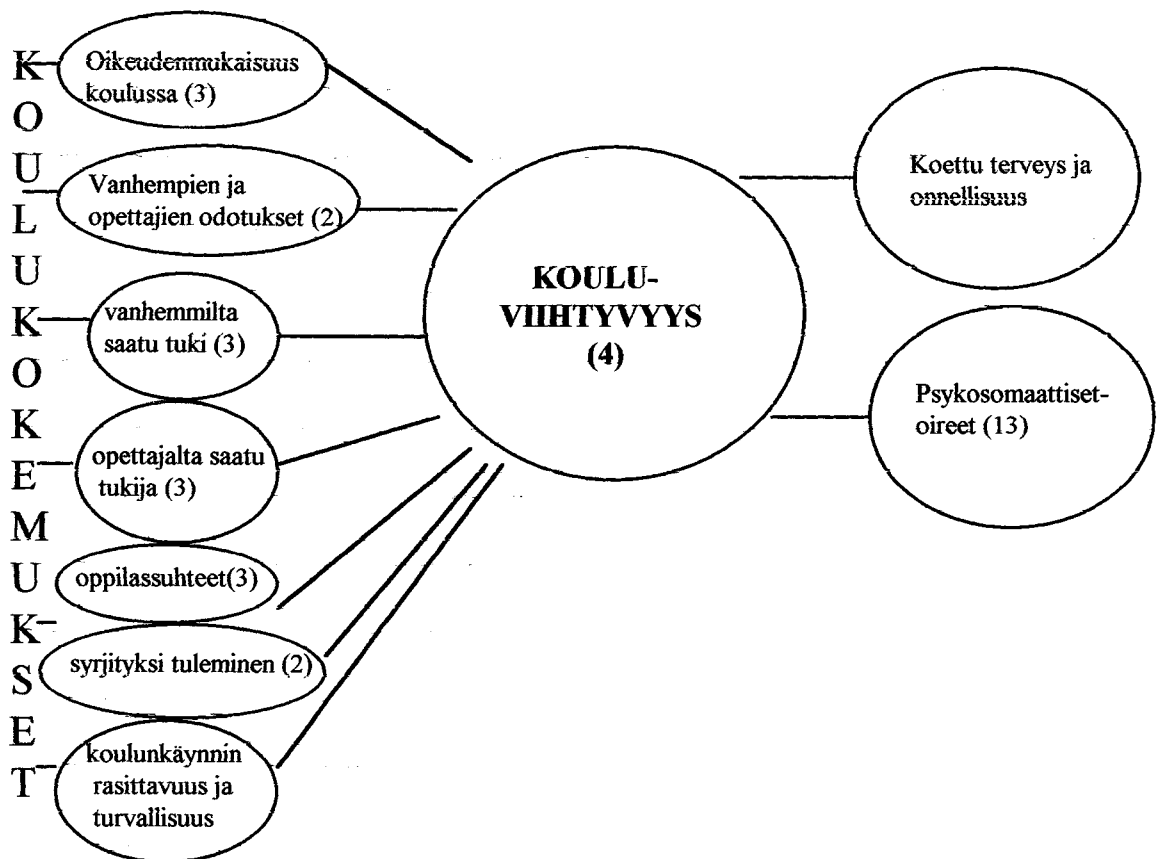 KOULUKOKEMUKSET
Oikeudenmukaisuus
koulussa (3)
Vanhempien ja
opettajien odotukset (2)
vanhemmilta
saatu tuki (3)
opettajalta saatu
tukija (3)
oppilassuhteet(3)
syrjityksi tuleminen (2)
koulunkäynnin
rasittavuus ja
turvallisuus
KOULU-
VIIHTYVYYS
(4)
Koettu terveys ja
onnellisuus
Psykosomaattiset-
oireet (13)